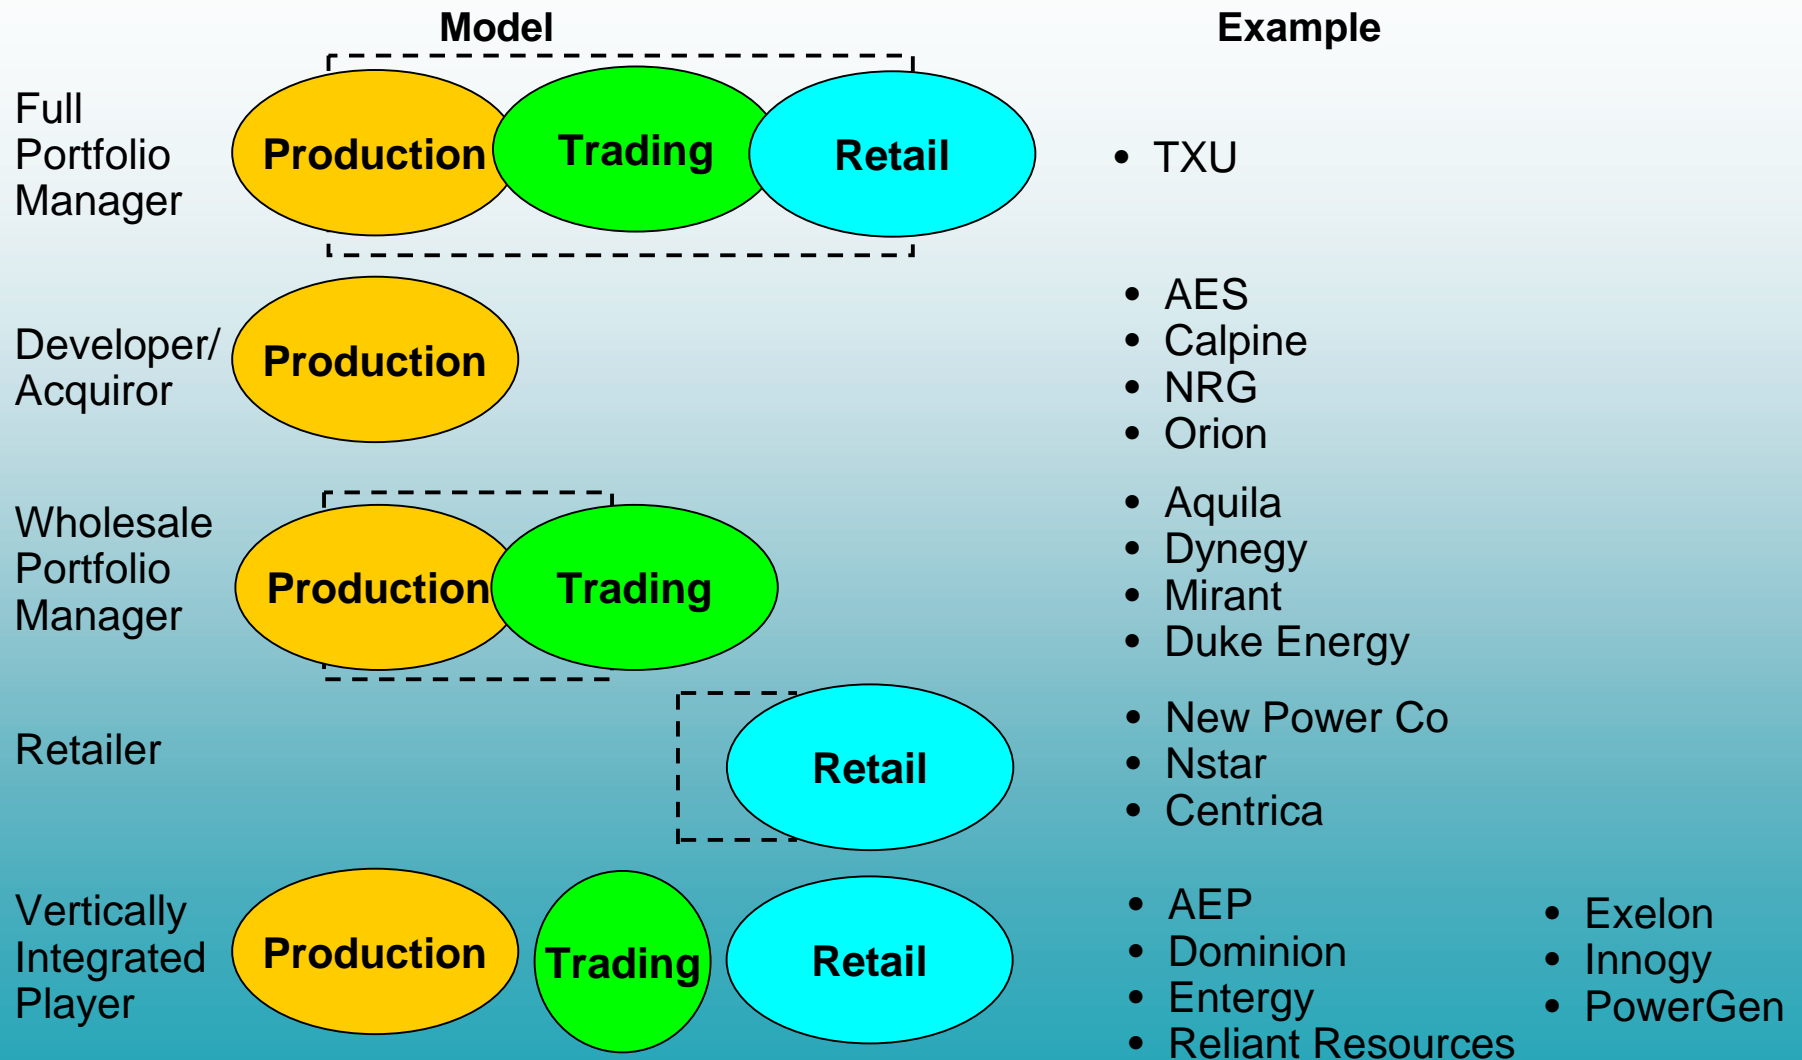 Model Example
Full
Portfolio
Manager
Production Trading Retail
• TXU
Developer/
Acquiror
Production
• AES
• Calpine
• NRG
• Orion
Wholesale
Portfolio
Manager
Production Trading
• Aquila
• Dynegy
• Mirant
• Duke Energy
Retailer
Retail
• New Power Co
• Nstar
• Centrica
Vertically
Integrated
Player
Production Trading Retail
• AEP
• Dominion
• Entergy
• Reliant Resources
• Exelon
• Innogy
• PowerGen